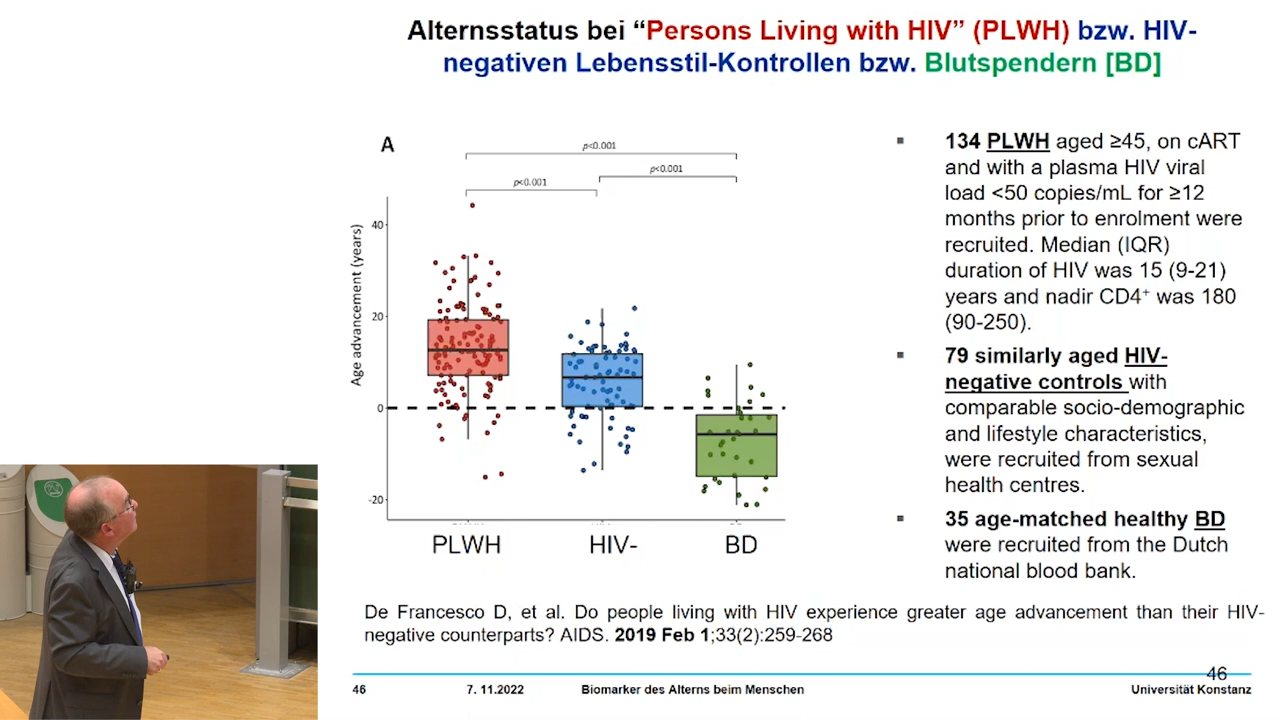 Alternsstatus bei “Persons Living with HIV” (PLWH) bzw. HIV-
negativen Lebensstil-Kontrollen bzw. Blutspendern [BD]
A
p<0.001
p<0.001
p<0.001
Age advancement (years)
40
20
0
-20
PLWH
HIV-
BD
▪ 134 PLWH aged ≥45, on cART
and with a plasma HIV viral
load <50 copies/mL for ≥12
months prior to enrolment were
recruited. Median (IQR)
duration of HIV was 15 (9-21)
years and nadir CD4⁺ was 180
(90-250).
▪ 79 similarly aged HIV-
negative controls with
comparable socio-demographic
and lifestyle characteristics,
were recruited from sexual
health centres.
▪ 35 age-matched healthy BD
were recruited from the Dutch
national blood bank.
De Francesco D, et al. Do people living with HIV experience greater age advancement than their HIV-
negative counterparts? AIDS. 2019 Feb 1;33(2):259-268
46
46
7. 11.2022
Biomarker des Alterns beim Menschen
Universität Konstanz